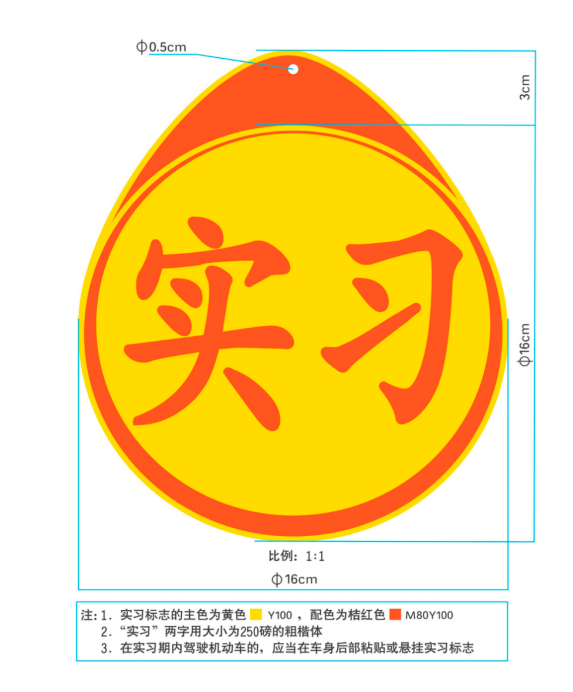 Φ0.5cm
3cm
实习
Φ16cm
比例：1:1
Φ16cm
注：1. 实习标志的主色为黄色 Y100 ，配色为桔红色 M80Y100
2. “实习” 两字用大小为250磅的粗楷体
3. 在实习期内驾驶机动车的，应当在车身后部粘贴或悬挂实习标志